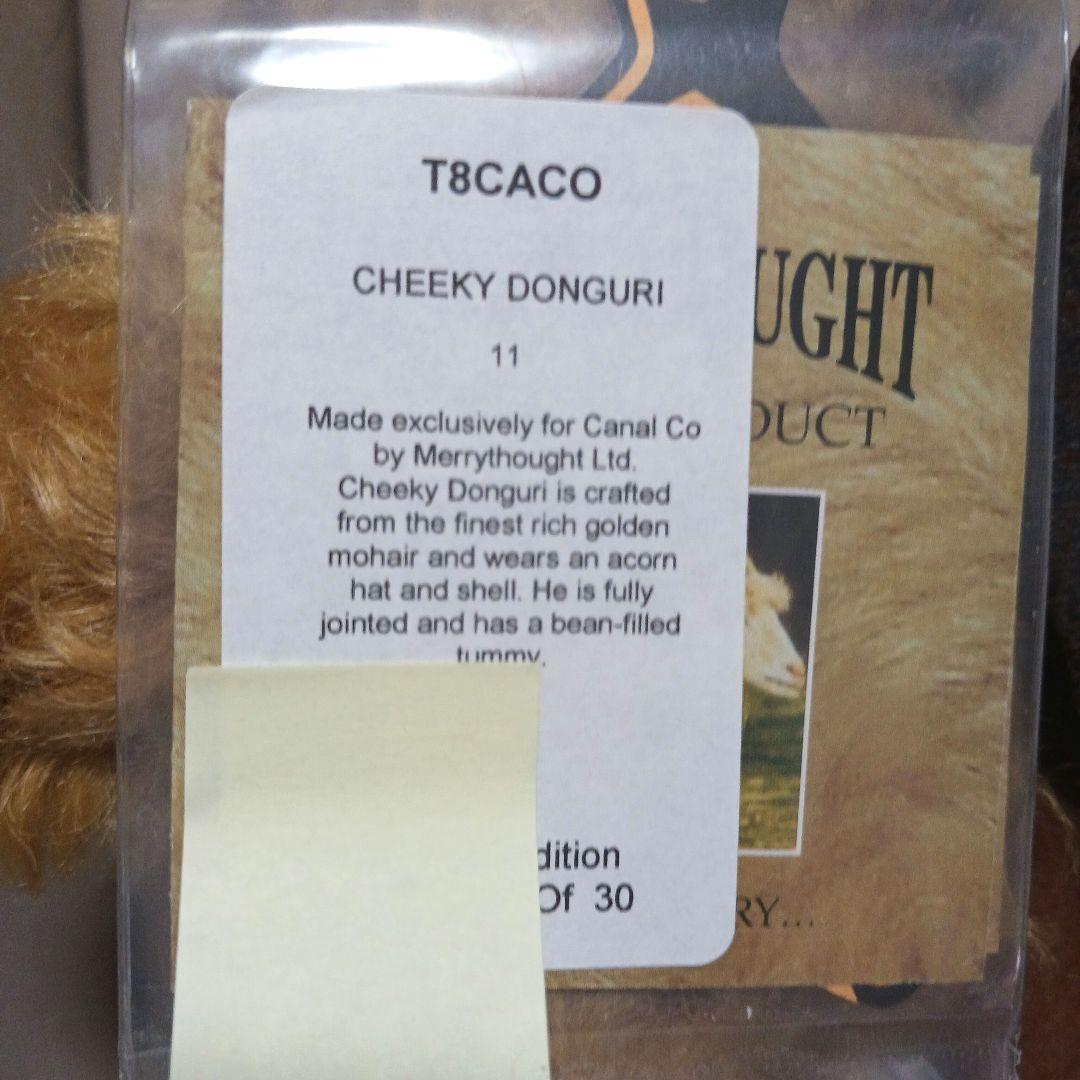 T8CACO
CHEEKY DONGURI
11
Made exclusively for Canal Co
by Merrythought Ltd.
Cheeky Donguri is crafted
from the finest rich golden
mohair and wears an acorn
hat and shell. He is fully
jointed and has a bean-filled
tummy.
dition
Of 30
UGHT
DUCT
RY...